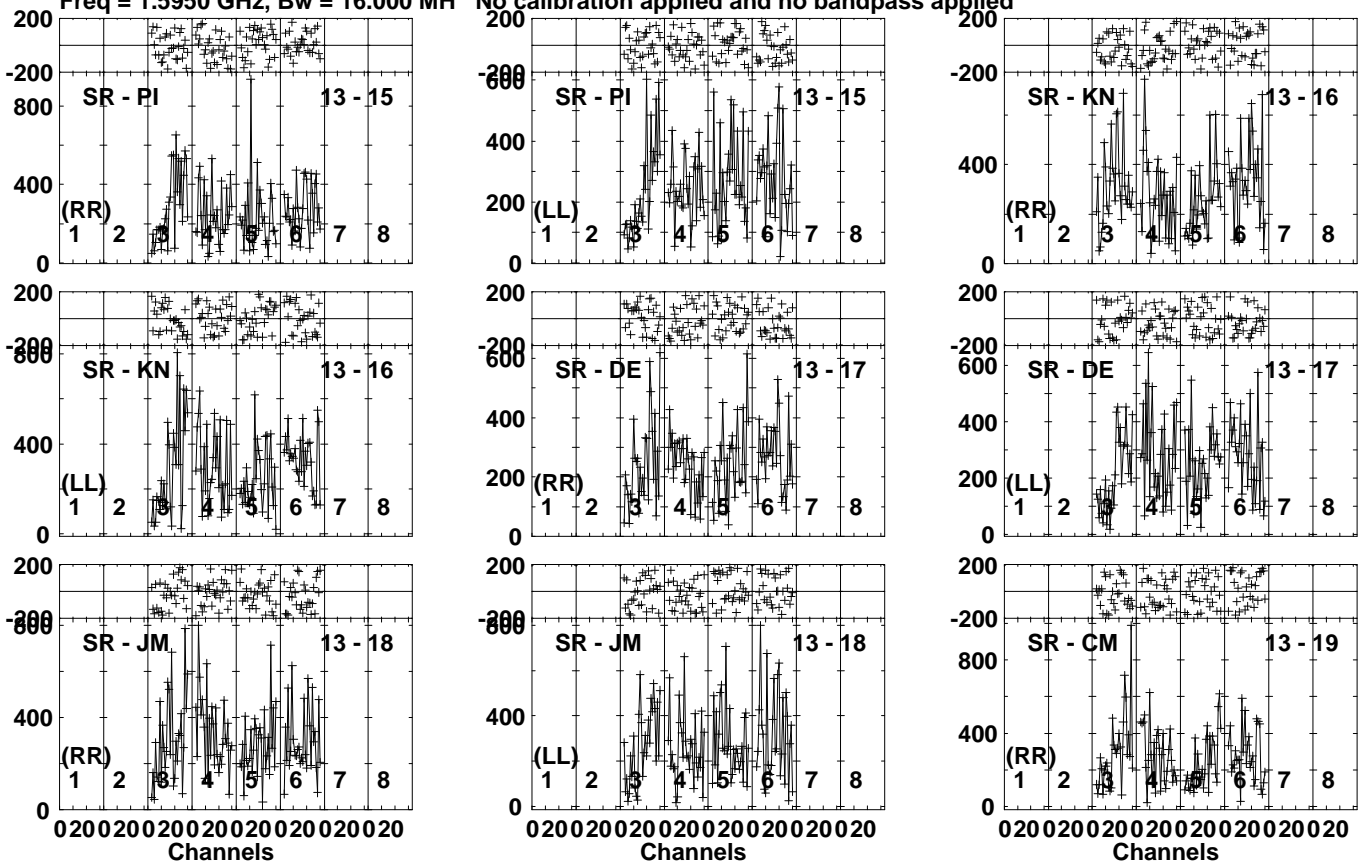 Freq = 1.5950 GHz, Bw = 16.000 MH No calibration applied and no bandpass applied
200 200 200
-200 -200 -200
600
SR - PI 13 - 15 SR - PI 13 - 15 SR - KN 13 - 16
800
400 400 400
200
(RR) (LL) (RR)
1 2 3 4 5 6 7 8 1 2 3 4 5 6 7 8 1 2 3 4 5 6 7 8
0 0 0
200 200 200
-200 -200 -200
800 600 600
SR - KN 13 - 16 SR - DE 13 - 17 SR - DE 13 - 17
400 400 400
200 200
(LL) (RR) (LL)
1 2 3 4 5 6 7 8 1 2 3 4 5 6 7 8 1 2 3 4 5 6 7 8
0 0 0
200 200 200
-200 -200 -200
800 800
SR - JM 13 - 18 SR - JM 13 - 18 SR - CM 13 - 19
800
400 400 400
(RR) (LL) (RR)
1 2 3 4 5 6 7 8 1 2 3 4 5 6 7 8 1 2 3 4 5 6 7 8
0 0 0
0 20 0 20 0 20 0 20 0 20 0 20 0 20 0 20 0 20 0 20 0 20 0 20 0 20 0 20 0 20 0 20 0 20 0 20 0 20 0 20 0 20 0 20 0 20 0 20
Channels Channels Channels